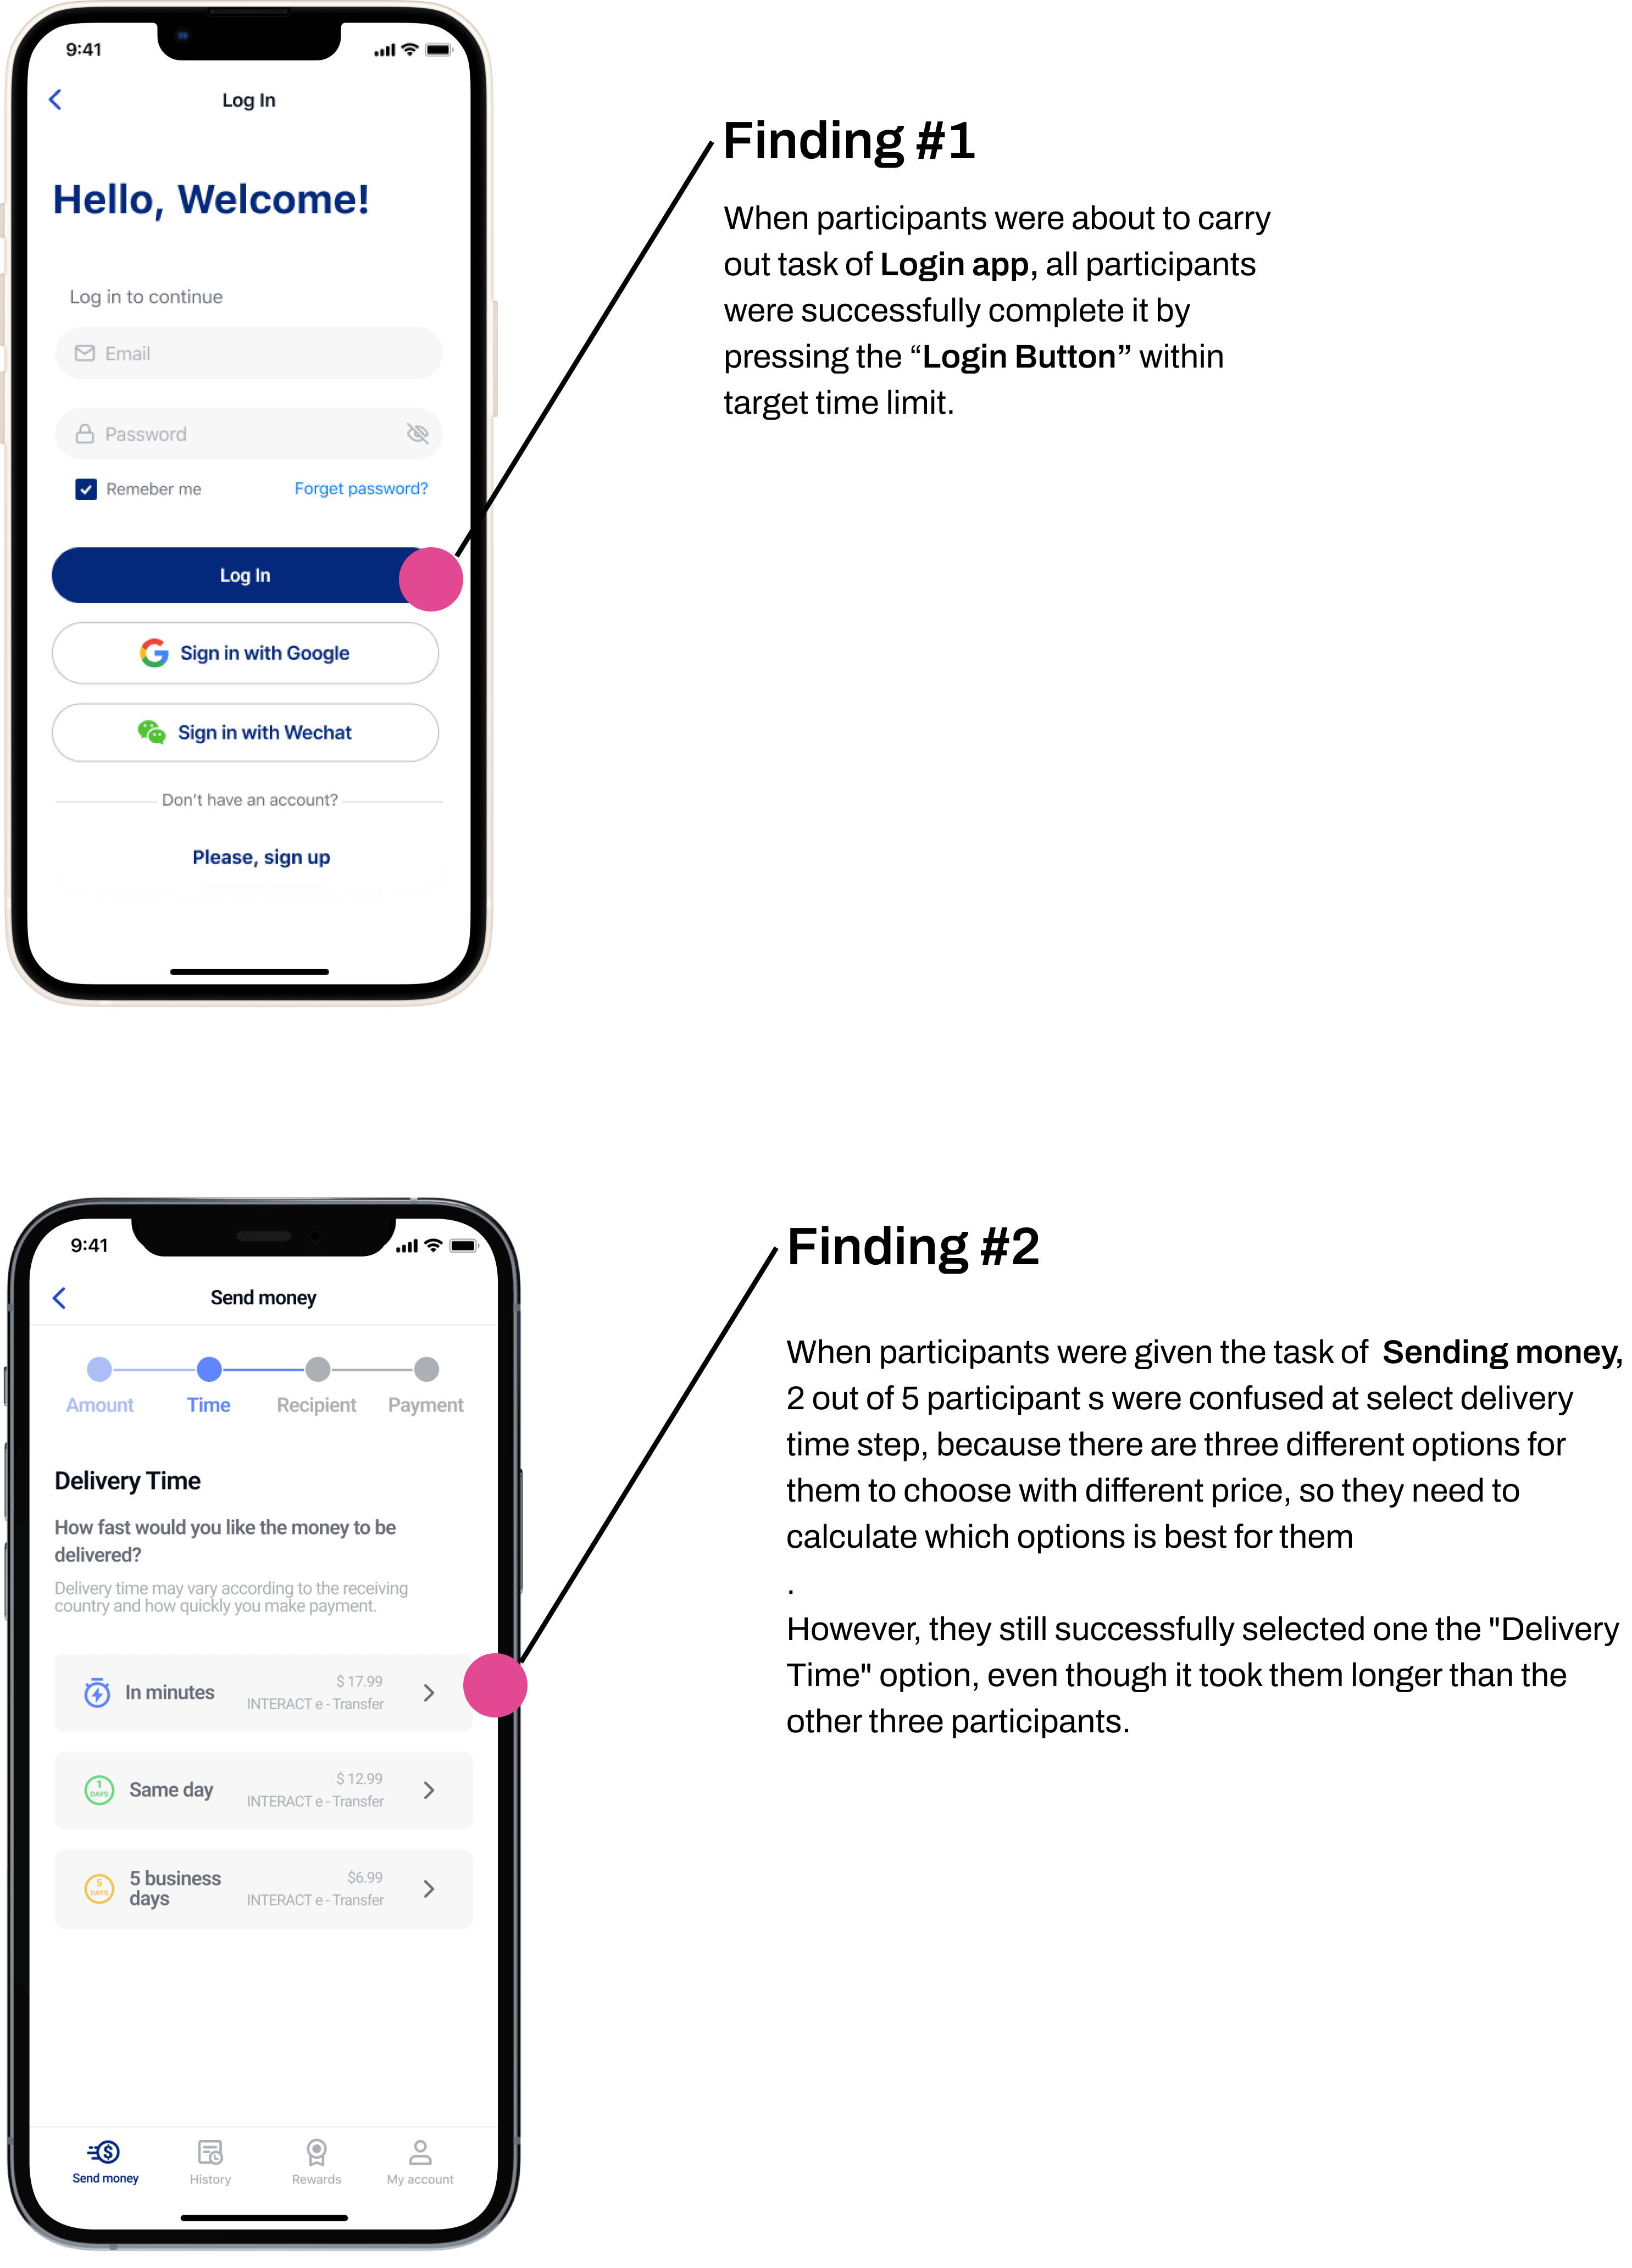 9:41
Log In
Hello, Welcome!
Log in to continue
Email
Password
Remeber me
Forget password?
Log In
Sign in with Google
Sign in with Wechat
Don't have an account?
Please, sign up
Finding #1
When participants were about to carry
out task of Login app, all participants
were successfully complete it by
pressing the “Login Button” within
target time limit.
9:41
Send money
Amount
Time
Recipient
Payment
Delivery Time
How fast would you like the money to be
delivered?
Delivery time may vary according to the receiving
country and how quickly you make payment.
In minutes
$ 17.99
INTERACT e - Transfer
1
DAYS
Same day
$ 12.99
INTERACT e - Transfer
5
DAYS
5 business
days
$6.99
INTERACT e - Transfer
Send money
History
Rewards
My account
Finding #2
When participants were given the task of Sending money,
2 out of 5 participant s were confused at select delivery
time step, because there are three different options for
them to choose with different price, so they need to
calculate which options is best for them
.
However, they still successfully selected one the "Delivery
Time" option, even though it took them longer than the
other three participants.